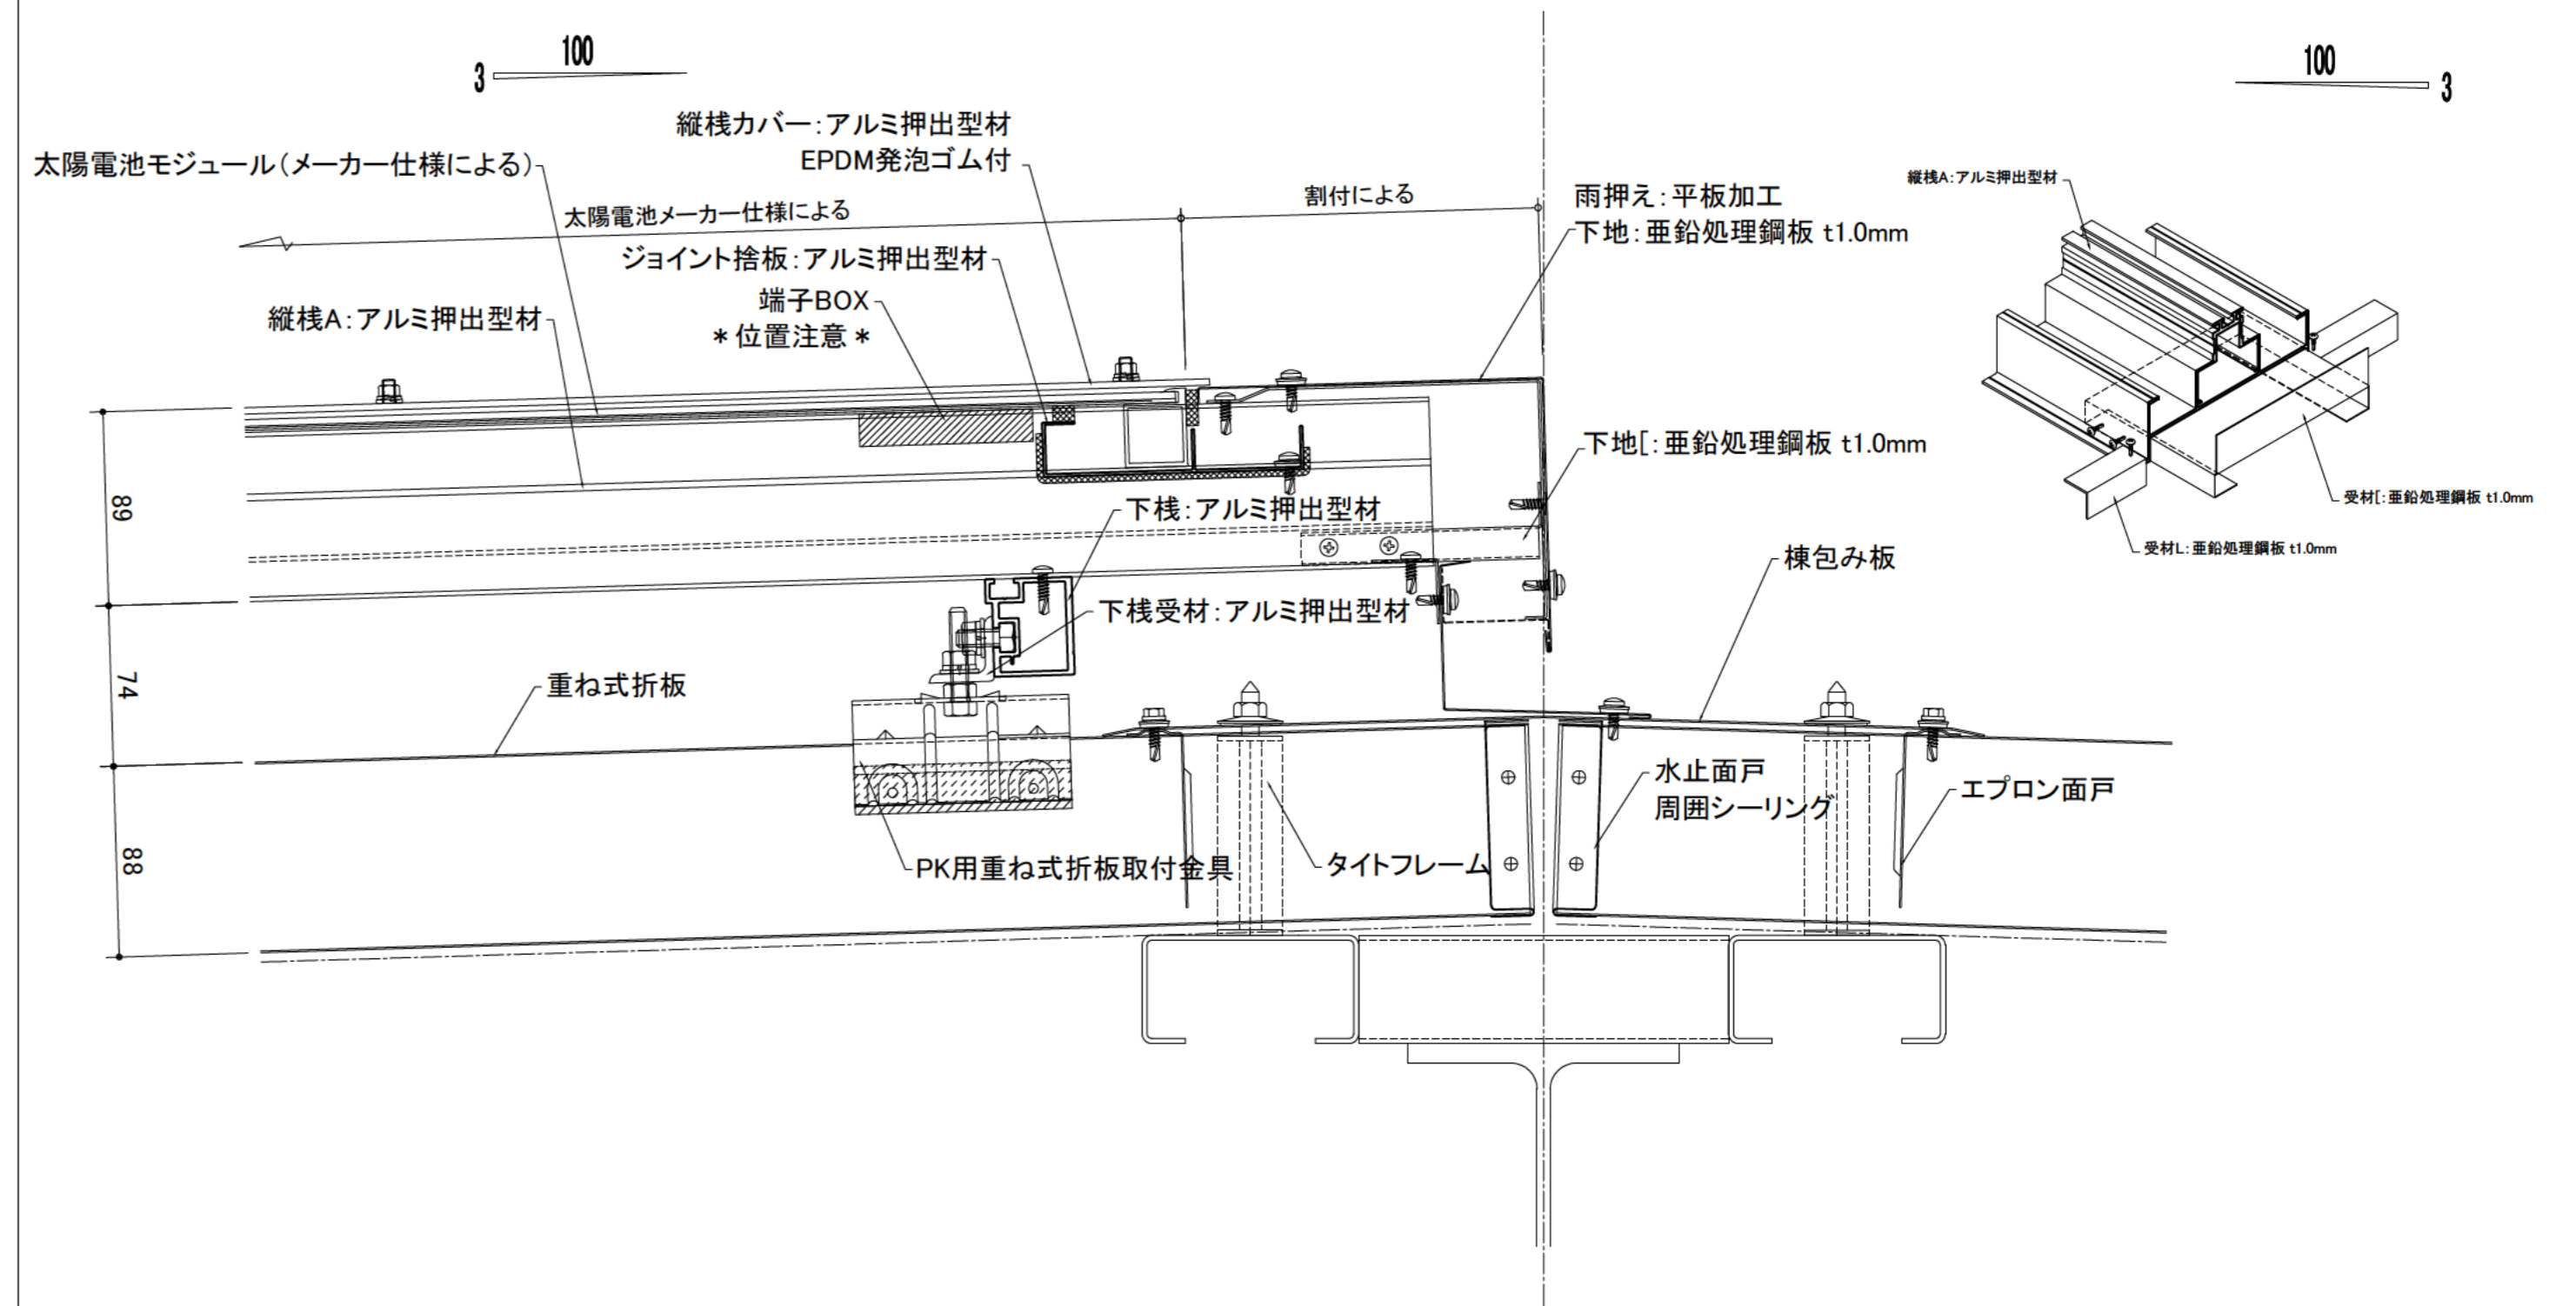 100
3
100
3
縦桟カバー：アルミ押出型材
EPDM発泡ゴム付
太陽電池モジュール（メーカー仕様による）
太陽電池メーカー仕様による
割付による
雨押え：平板加工
下地：亜鉛処理鋼板 t1.0mm
縦桟A：アルミ押出型材
ジョイント捨板：アルミ押出型材
端子BOX
＊位置注意＊
縦桟A：アルミ押出型材
下地[：亜鉛処理鋼板 t1.0mm
受材[：亜鉛処理鋼板 t1.0mm
受材L：亜鉛処理鋼板 t1.0mm
89
下桟：アルミ押出型材
棟包み板
下桟受材：アルミ押出型材
74
重ね式折板
水止面戸
周囲シーリング
エプロン面戸
88
PK用重ね式折板取付金具
タイトフレーム